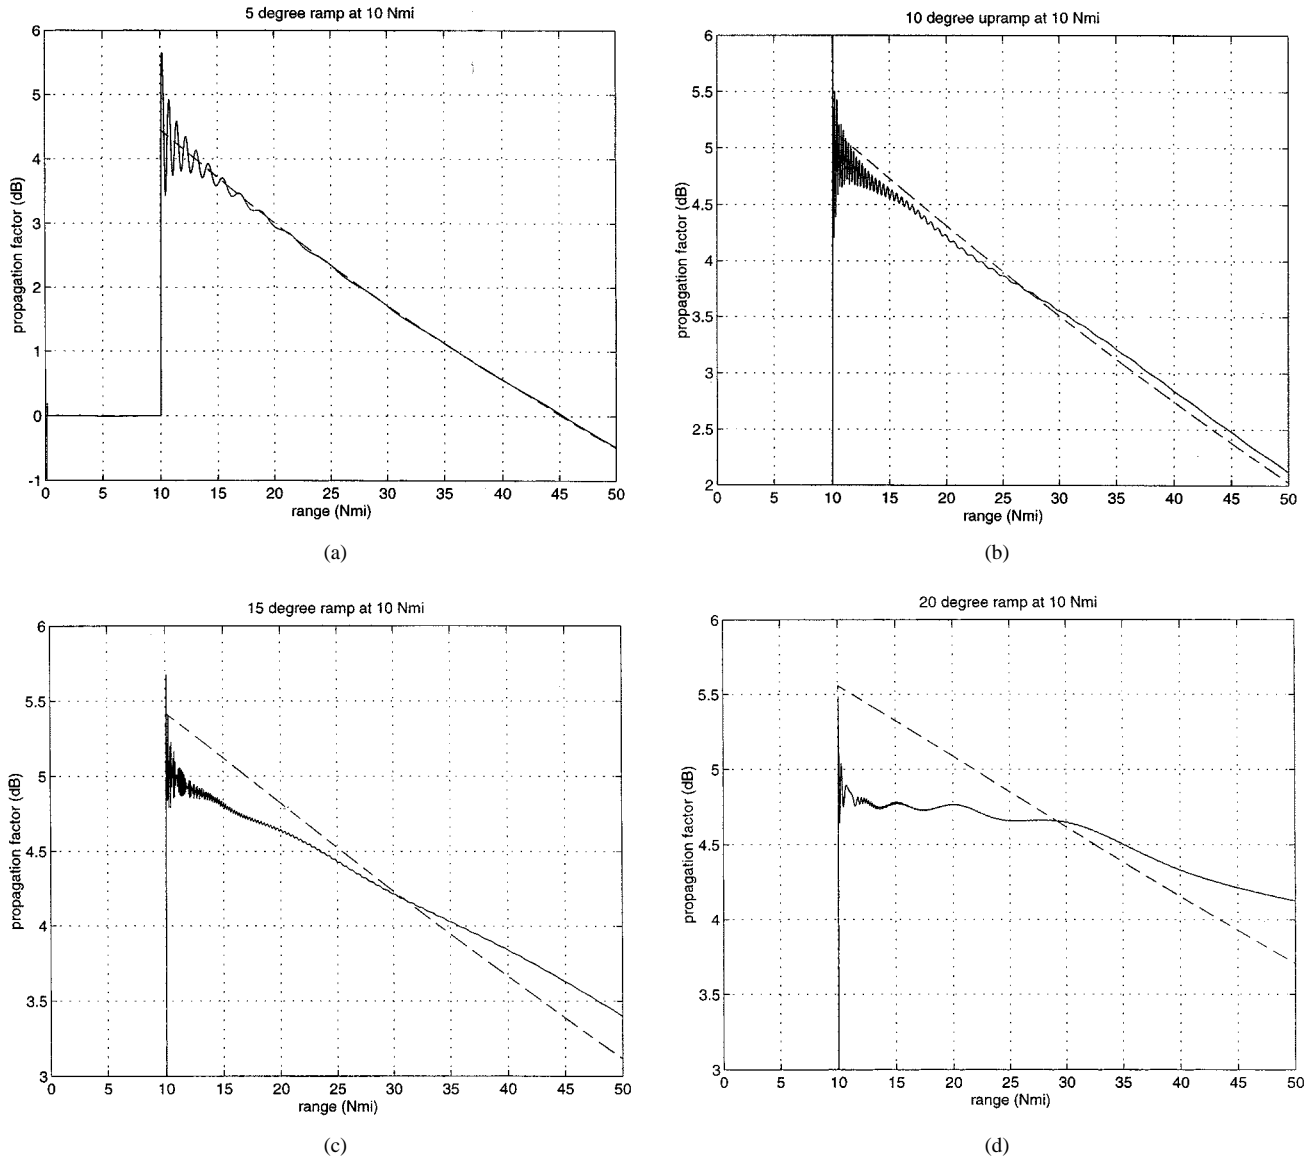 5 degree ramp at 10 Nmi
6
5
4
3
2
1
0
-1
propagation factor (dB)
0 5 10 15 20 25 30 35 40 45 50
range (Nmi)
(a)
10 degree upramp at 10 Nmi
6
5.5
5
4.5
4
3.5
3
2.5
2
propagation factor (dB)
0 5 10 15 20 25 30 35 40 45 50
range (Nmi)
(b)
15 degree ramp at 10 Nmi
6
5.5
5
4.5
4
3.5
3
propagation factor (dB)
0 5 10 15 20 25 30 35 40 45 50
range (Nmi)
(c)
20 degree ramp at 10 Nmi
6
5.5
5
4.5
4
3.5
3
propagation factor (dB)
0 5 10 15 20 25 30 35 40 45 50
range (Nmi)
(d)